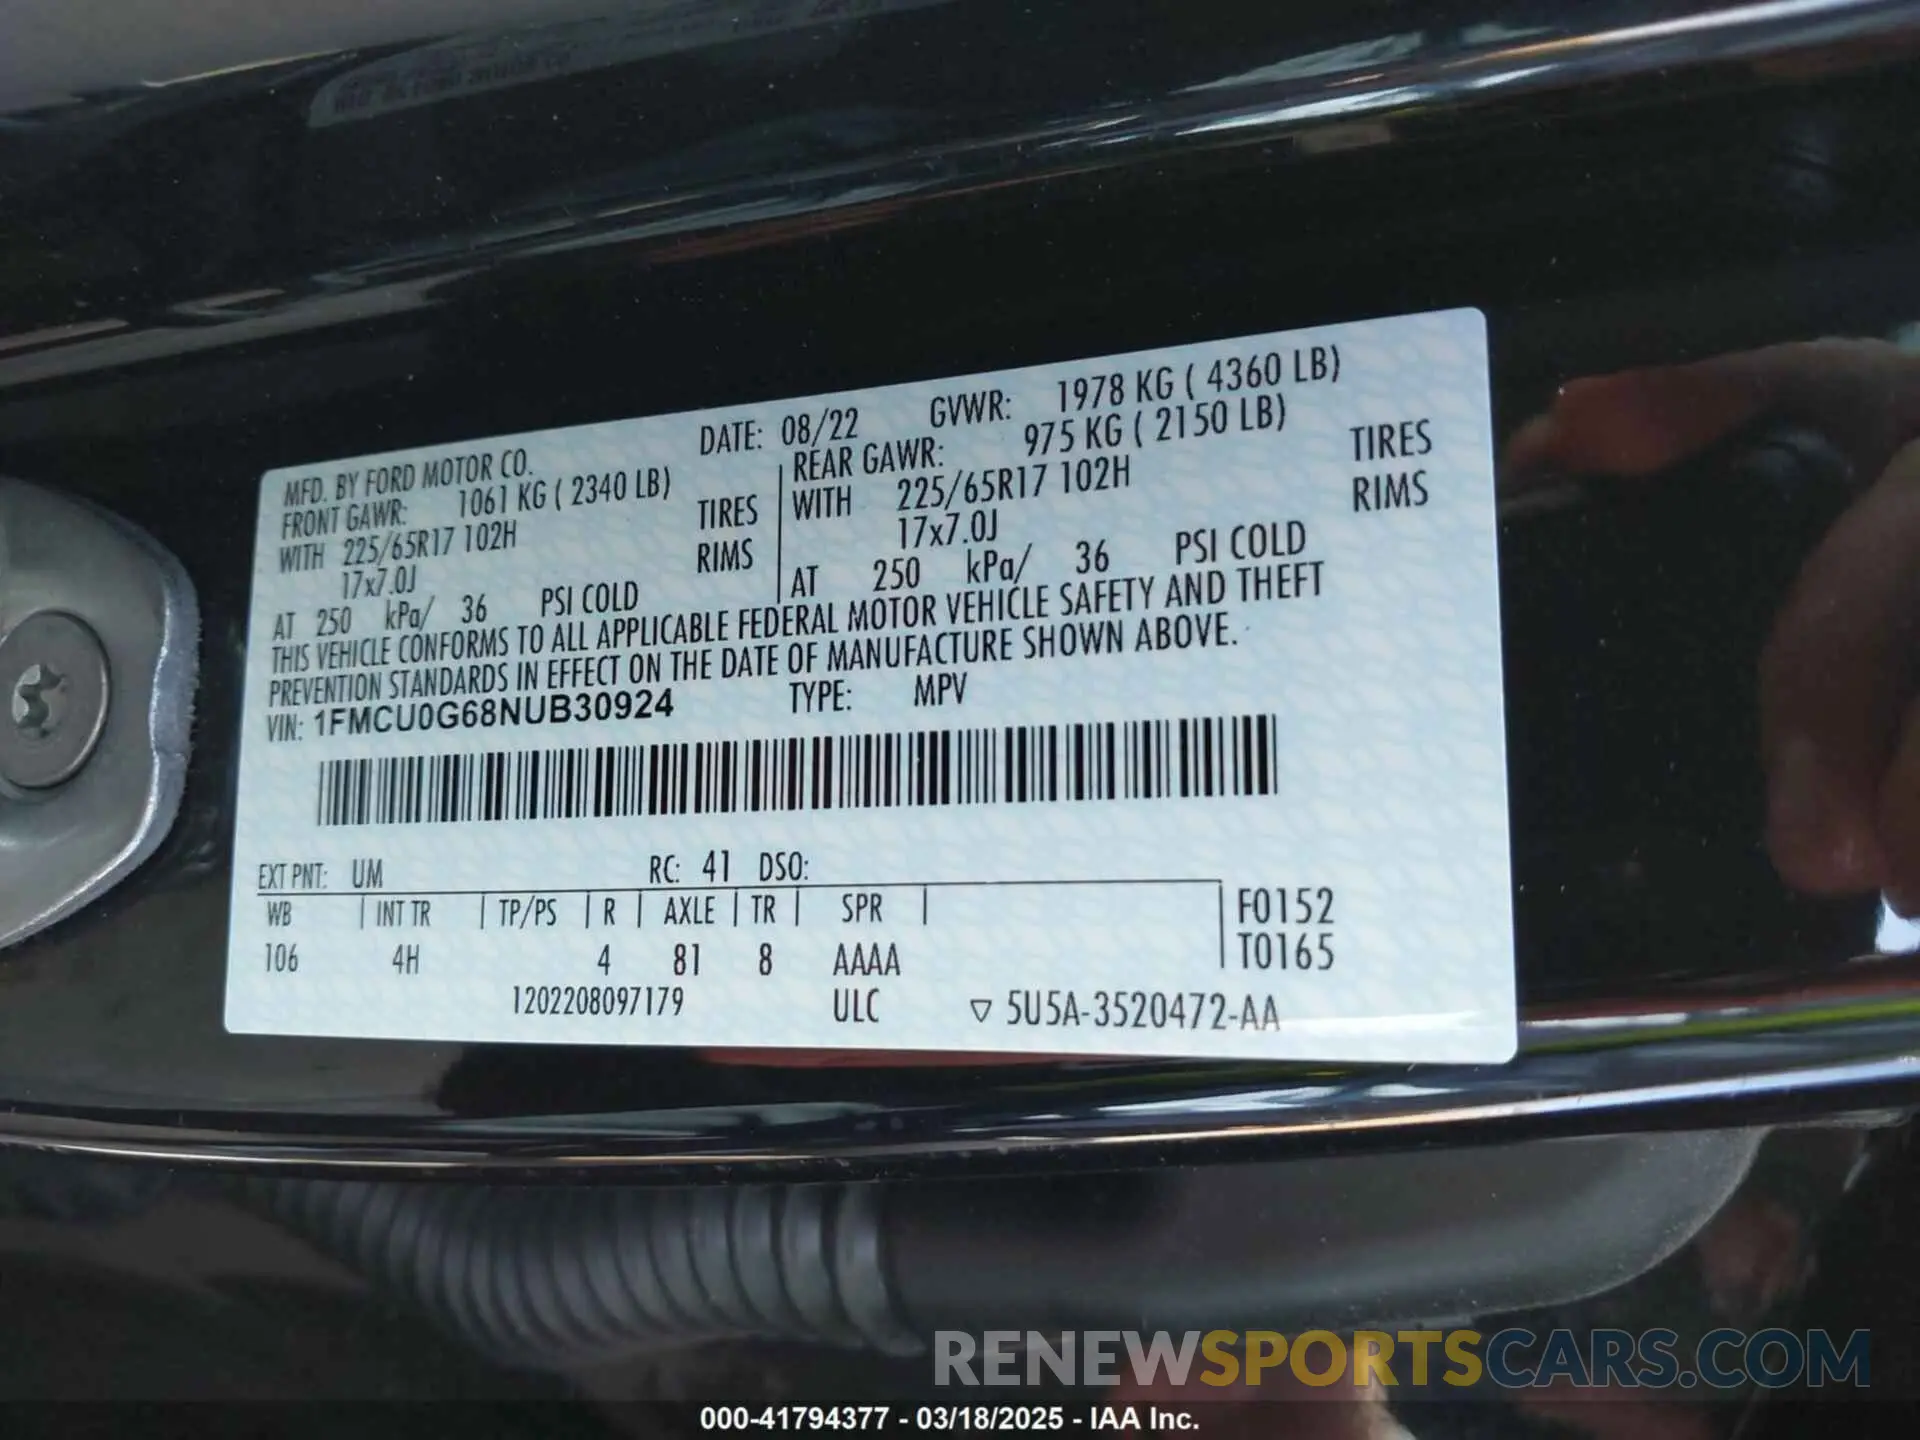 MFD. BY FORD MOTOR CO. DATE: 08/22 GVWR: 1978 KG ( 4360 LB)
FRONT GAWR: 1061 KG ( 2340 LB) REAR GAWR: 975 KG ( 2150 LB)
WITH 225/65R17 102H TIRES WITH 225/65R17 102H TIRES
17x7.0J RIMS 17x7.0J RIMS
AT 250 kPa/ 36 PSI COLD AT 250 kPa/ 36 PSI COLD
THIS VEHICLE CONFORMS TO ALL APPLICABLE FEDERAL MOTOR VEHICLE SAFETY AND THEFT
PREVENTION STANDARDS IN EFFECT ON THE DATE OF MANUFACTURE SHOWN ABOVE.
VIN: 1FMCU0G68NUB30924 TYPE: MPV
EXT PNT: UM RC: 41 DSO:
WB INT TR TP/PS R AXLE TR SPR F0152
106 4H 4 81 8 AAAA T0165
1202208097179 ULC ▽ 5U5A-3520472-AA
RENEWSPORTSCARS.COM
000-41794377 - 03/18/2025 - IAA Inc.